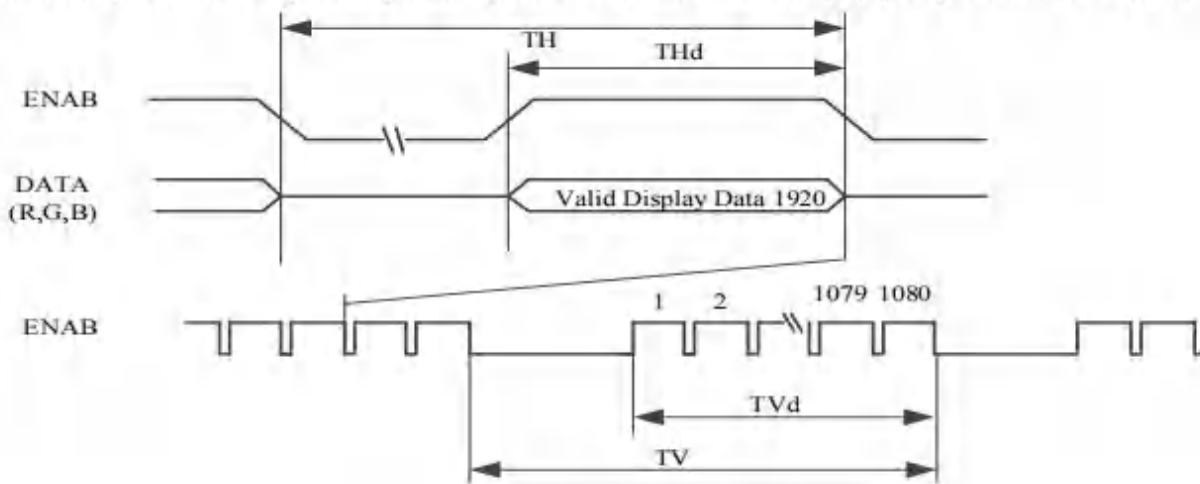 TH
THd
ENAB
DATA
(R,G,B)
Valid Display Data 1920
1 2 1079 1080
ENAB
TVd
TV